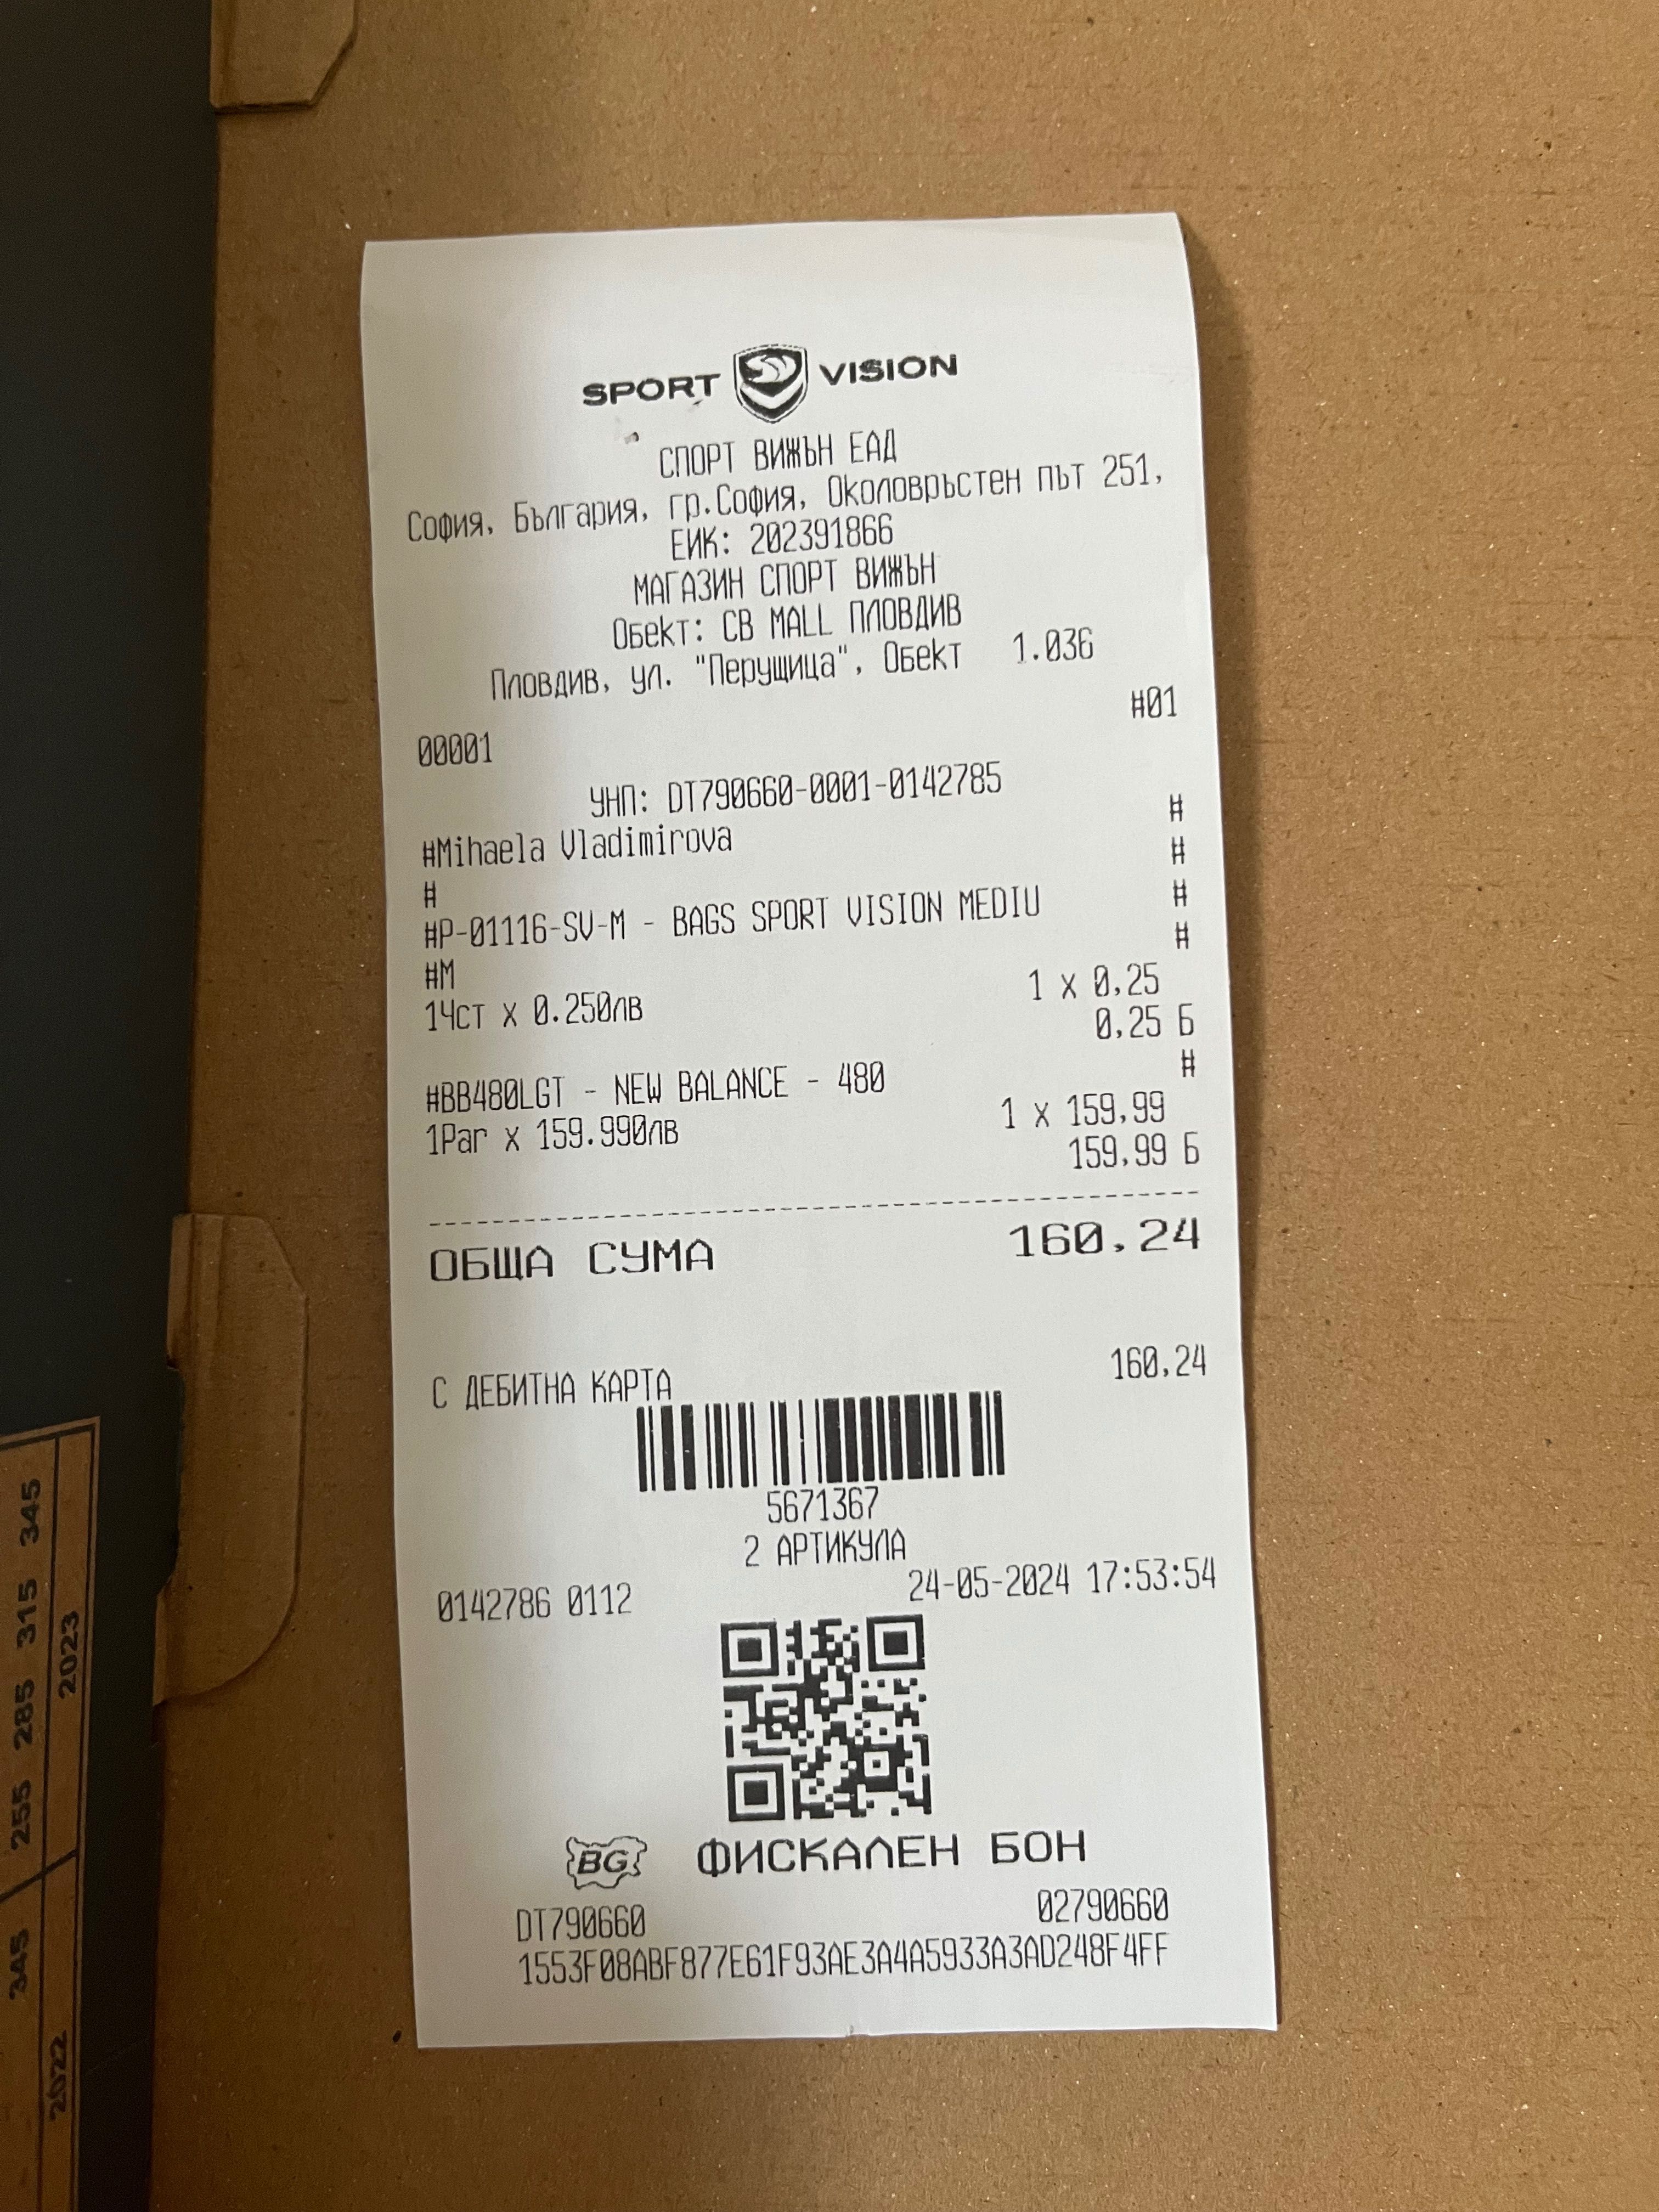 SPORT VISION
СПОРТ ВИЖЪН ЕАД
София, България, гр.София, Околовръстен път 251,
ЕИК: 202391866
МАГАЗИН СПОРТ ВИЖЪН
Обект: СВ MALL ПЛОВДИВ
Пловдив, ул. "Перущица", Обект 1.036
00001 #01
УНП: DT790660-0001-0142785
#Mihaela Vladimirova #
# #
#P-01116-SV-M - BAGS SPORT VISION MEDIU #
#M #
1Чст x 0.250лв 1 x 0,25
0,25 Б
#BB480LGT - NEW BALANCE - 480 #
1Par x 159.990лв 1 x 159,99
159,99 Б
ОБЩА СУМА 160,24
С ДЕБИТНА КАРТА 160,24
5671367
2 АРТИКУЛА
0142786 0112 24-05-2024 17:53:54
BG ФИСКАЛЕН БОН
DT790660 02790660
1553F08ABF877E61F93AE3A4A5933A3AD248F4FF
255 285 315 345
2023
345
2022